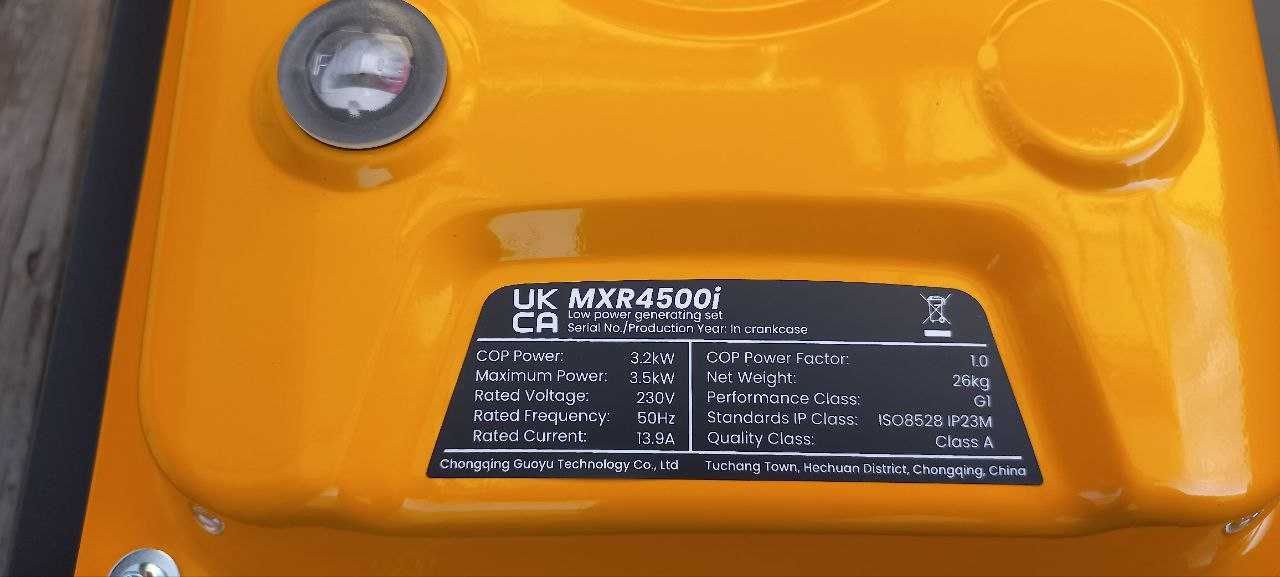 UK
CA
MXR4500i
Low power generating set
Serial No./Production Year: In crankcase
COP Power: 3.2kW
Maximum Power: 3.5kW
Rated Voltage: 230V
Rated Frequency: 50Hz
Rated Current: 13.9A
COP Power Factor: 1.0
Net Weight: 26kg
Performance Class: G1
Standards IP Class: ISO8528 IP23M
Quality Class: Class A
Chongqing Guoyu Technology Co., Ltd
Tuchang Town, Hechuan District, Chongqing, China